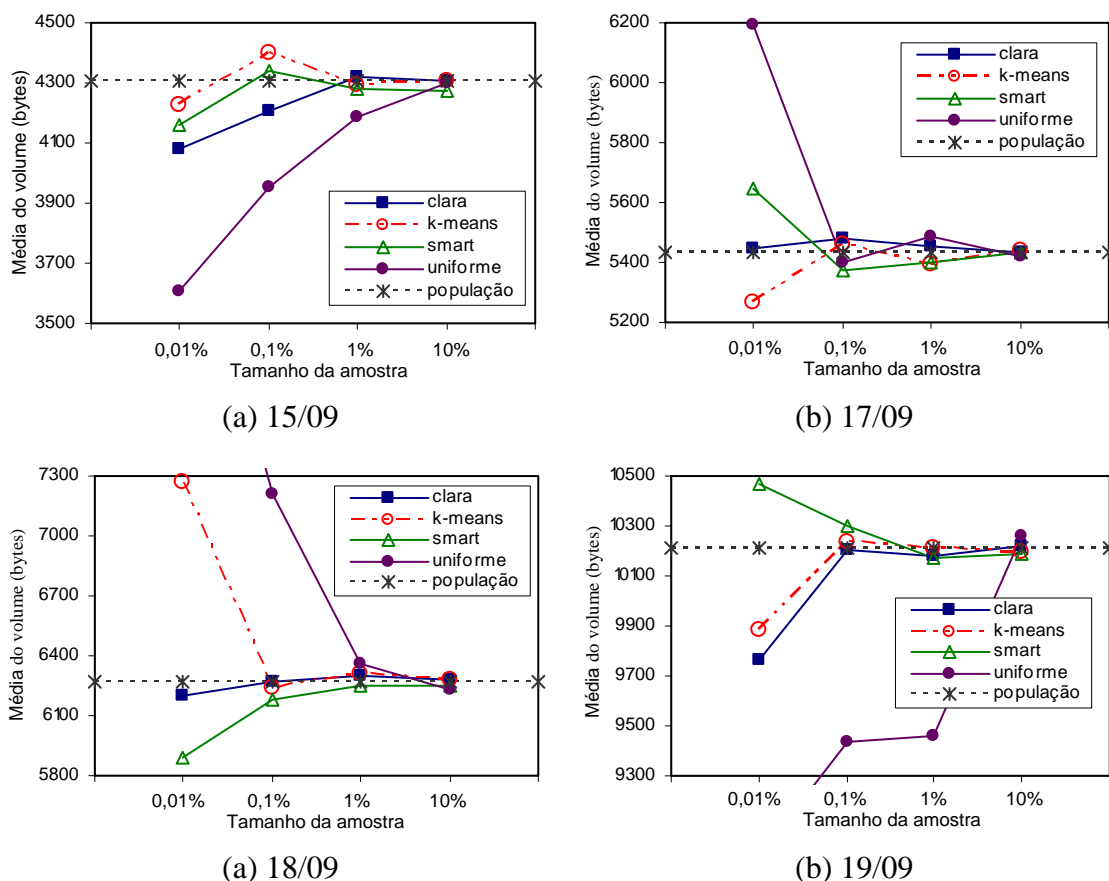 4500
4300
4100
3900
3700
3500
Média do volume (bytes)
clara
k-means
smart
uniforme
população
0,01% 0,1% 1% 10%
Tamanho da amostra
(a) 15/09
6200
6000
5800
5600
5400
5200
Média do volume (bytes)
clara
k-means
smart
uniforme
população
0,01% 0,1% 1% 10%
Tamanho da amostra
(b) 17/09
7300
7000
6700
6400
6100
5800
Média do volume (bytes)
clara
k-means
smart
uniforme
população
0,01% 0,1% 1% 10%
Tamanho da amostra
(a) 18/09
10500
10300
10100
9900
9700
9500
9300
Média do volume (bytes)
clara
k-means
smart
uniforme
população
0,01% 0,1% 1% 10%
Tamanho da amostra
(b) 19/09